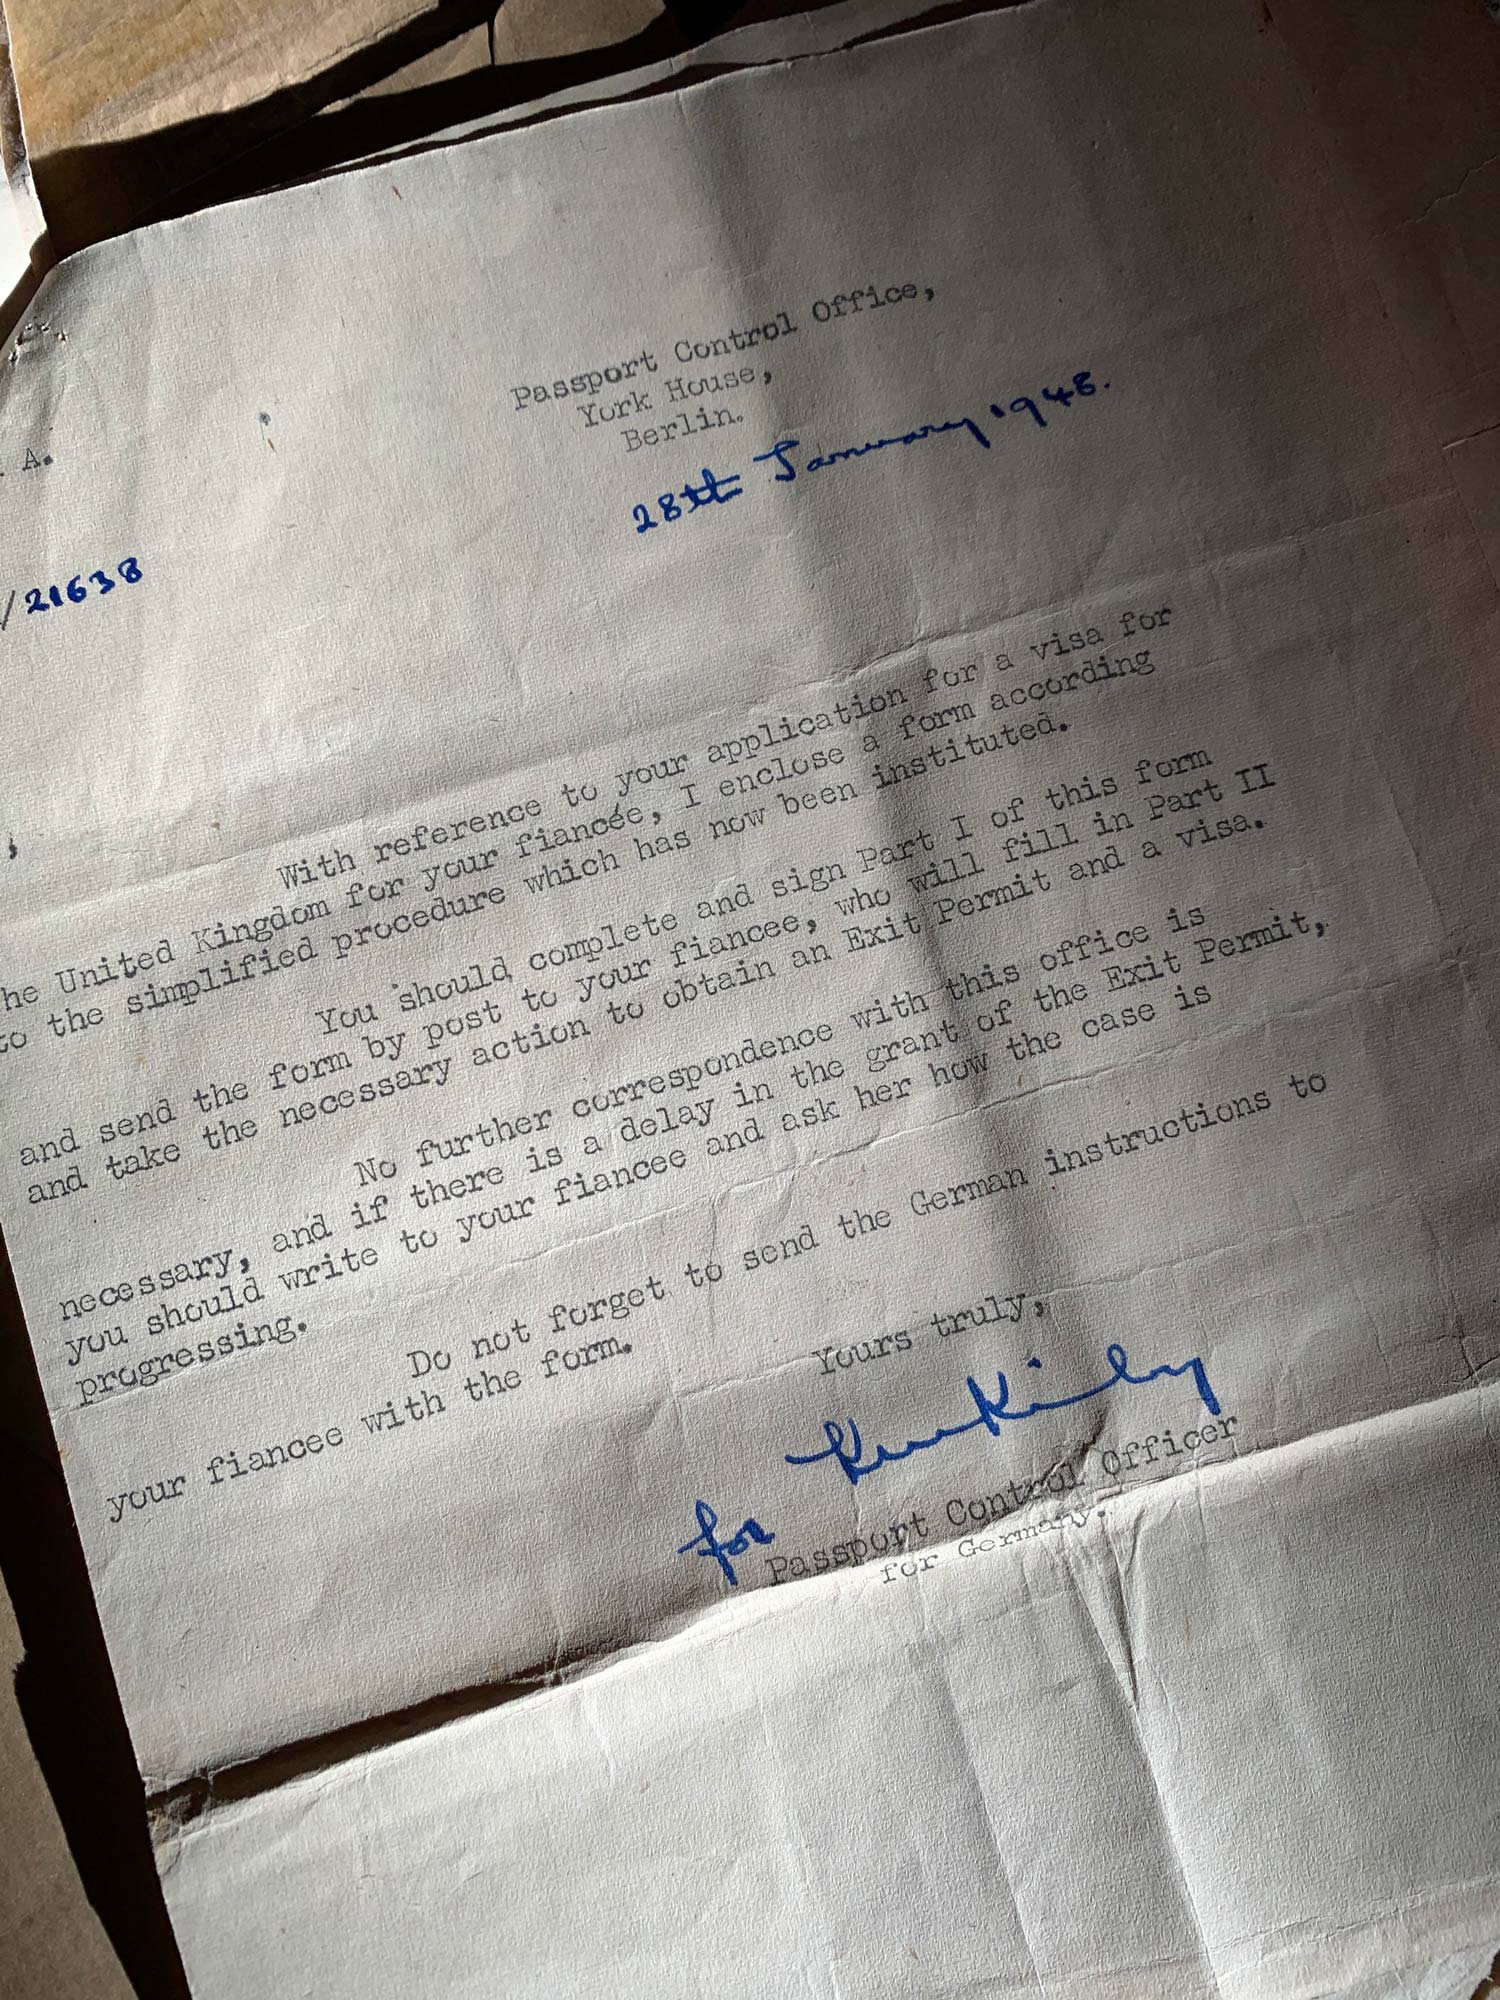 A.
Passport Control Office,
York House,
Berlin.
28th January 1948.
/21638
,
With reference to your application for a visa for
he United Kingdom for your fiancée, I enclose a form according
to the simplified procedure which has now been instituted.
You should complete and sign Part I of this form
and send the form by post to your fiancee, who will fill in Part II
and take the necessary action to obtain an Exit Permit and a visa.
No further correspondence with this office is
necessary, and if there is a delay in the grant of the Exit Permit,
you should write to your fiancee and ask her how the case is
progressing.
Do not forget to send the German instructions to
your fiancee with the form.
Yours truly,
for
Passport Control Officer
for Germany.